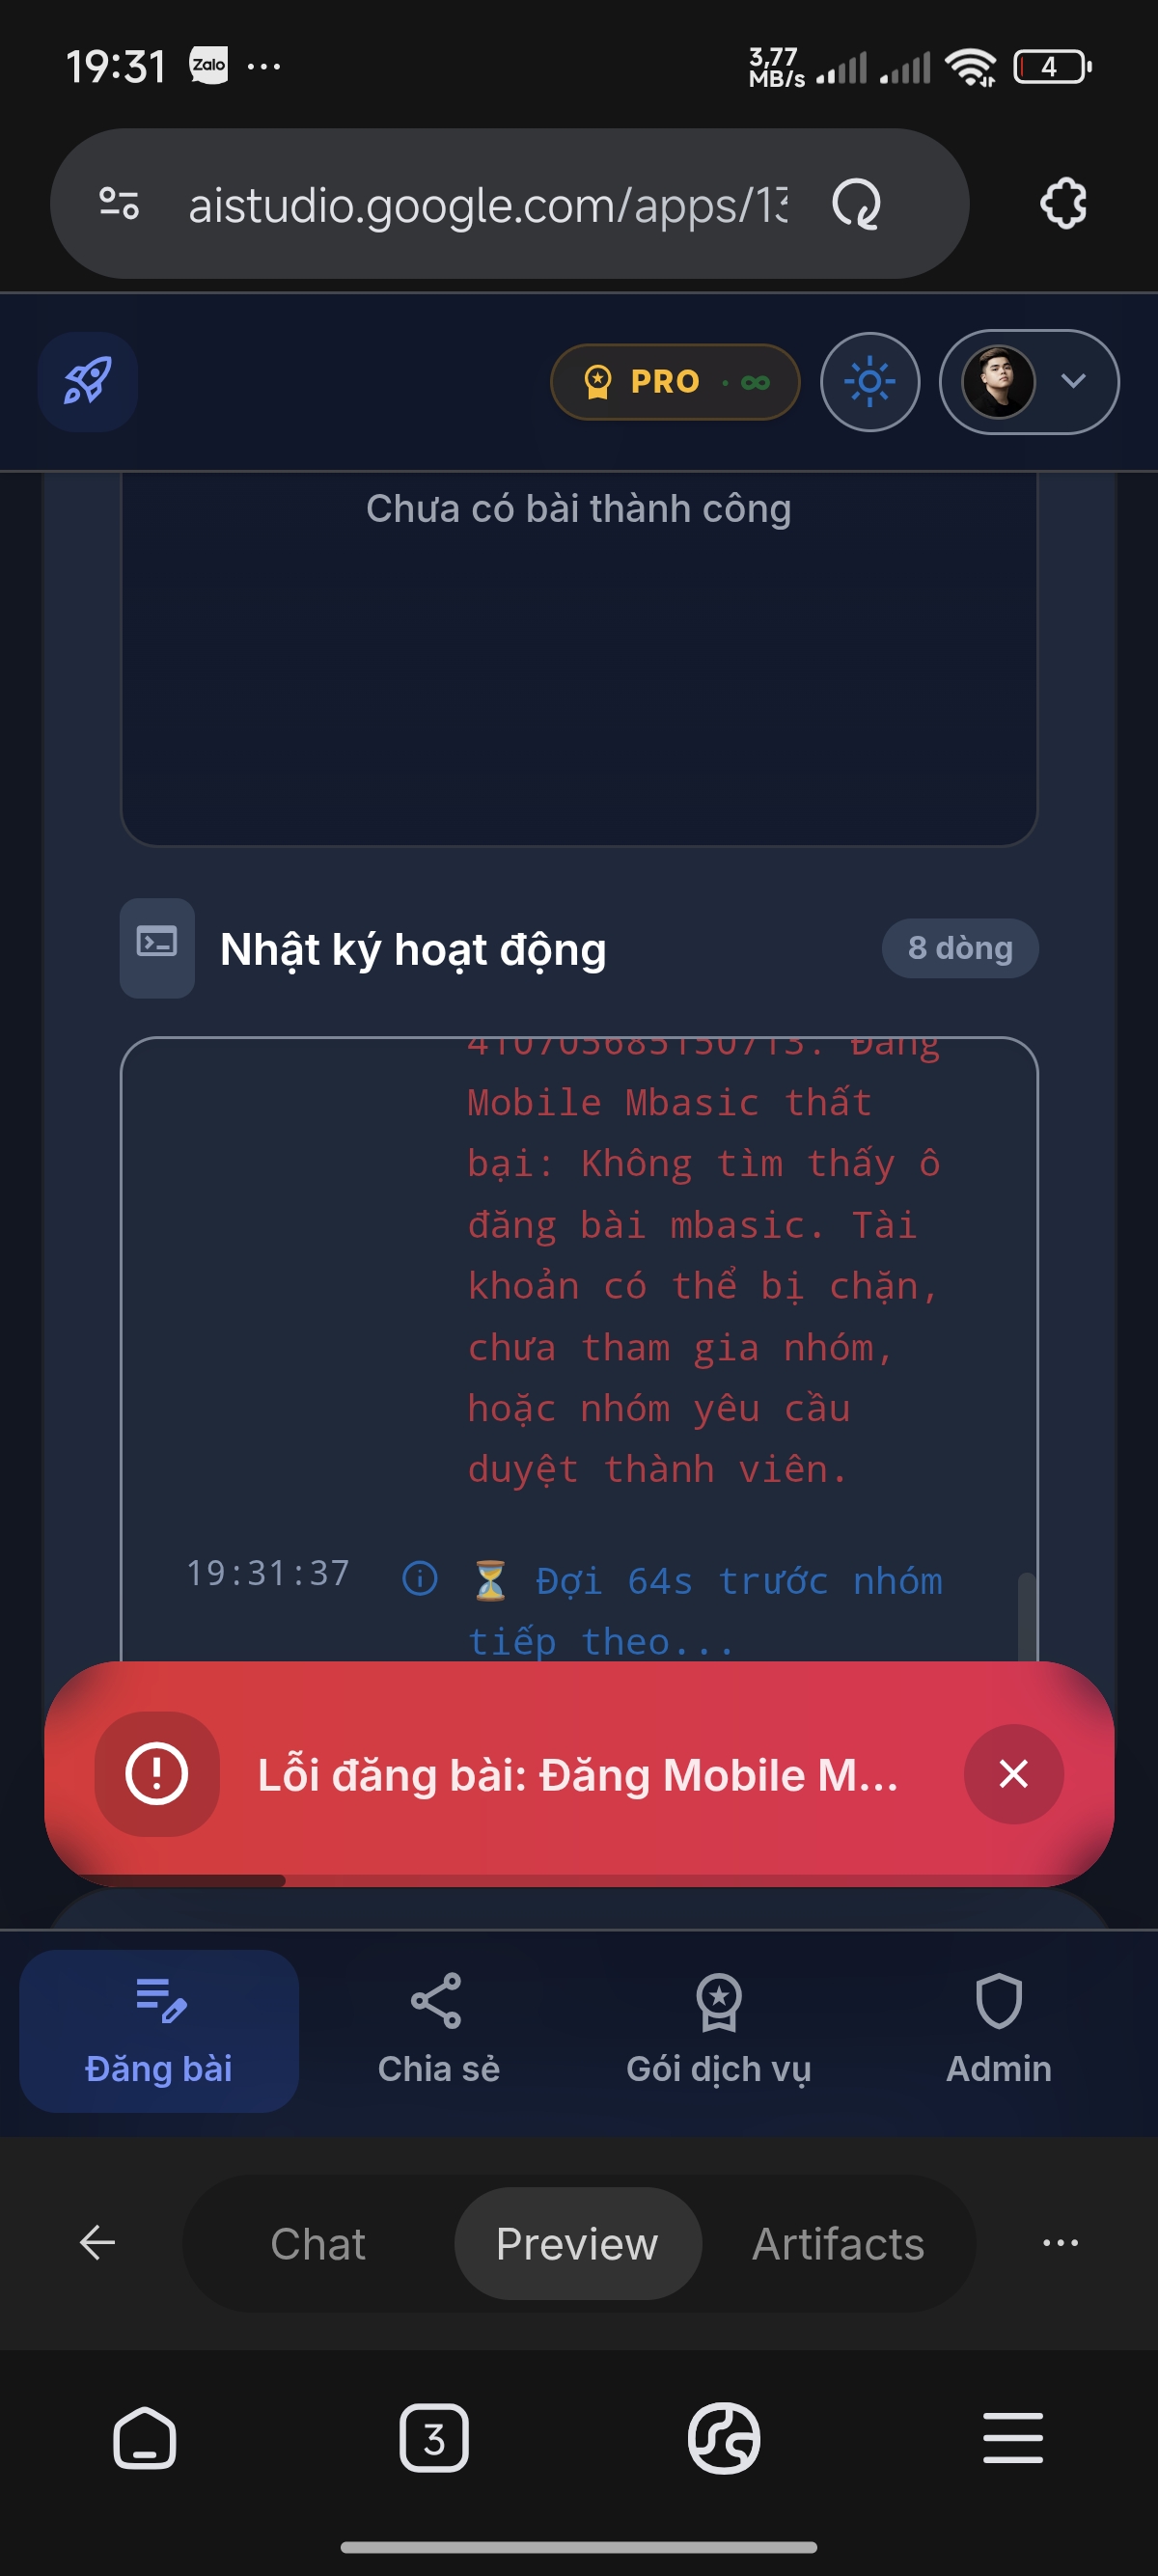 19:31
Zalo
3,77
MB/s
4
aistudio.google.com/apps/13
PRO
Chưa có bài thành công
Nhật ký hoạt động
8 dòng
410705685150713: Đăng
Mobile Mbasic thất
bại: Không tìm thấy ô
đăng bài mbasic. Tài
khoản có thể bị chặn,
chưa tham gia nhóm,
hoặc nhóm yêu cầu
duyệt thành viên.
19:31:37
⏳ Đợi 64s trước nhóm
tiếp theo...
Lỗi đăng bài: Đăng Mobile M...
Đăng bài
Chia sẻ
Gói dịch vụ
Admin
Chat
Preview
Artifacts
3